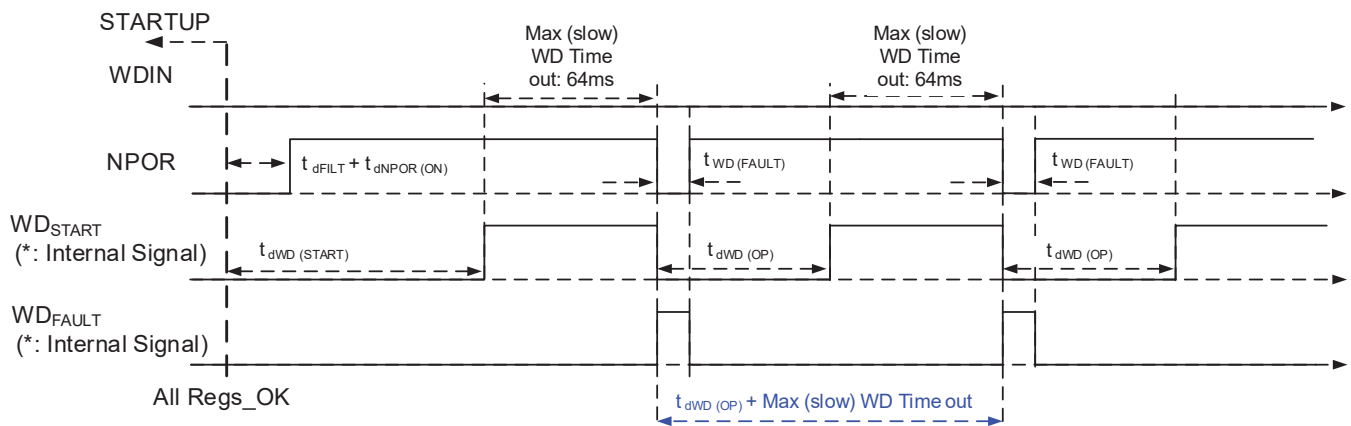 STARTUP
WDIN
Max (slow)
WD Time
out: 64ms
Max (slow)
WD Time
out: 64ms
NPOR
t dFILT + t dNPOR (ON)
t WD (FAULT)
t WD (FAULT)
WDSTART
(*: Internal Signal)
t dWD (START)
t dWD (OP)
t dWD (OP)
WDFAULT
(*: Internal Signal)
All Regs_OK
t dWD (OP) + Max (slow) WD Time out